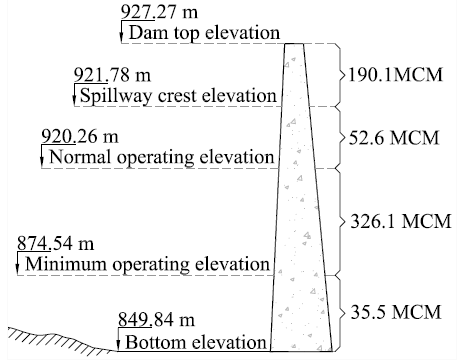 927.27 m
Dam top elevation
190.1MCM
921.78 m
Spillway crest elevation
52.6 MCM
920.26 m
Normal operating elevation
326.1 MCM
874.54 m
Minimum operating elevation
35.5 MCM
849.84 m
Bottom elevation